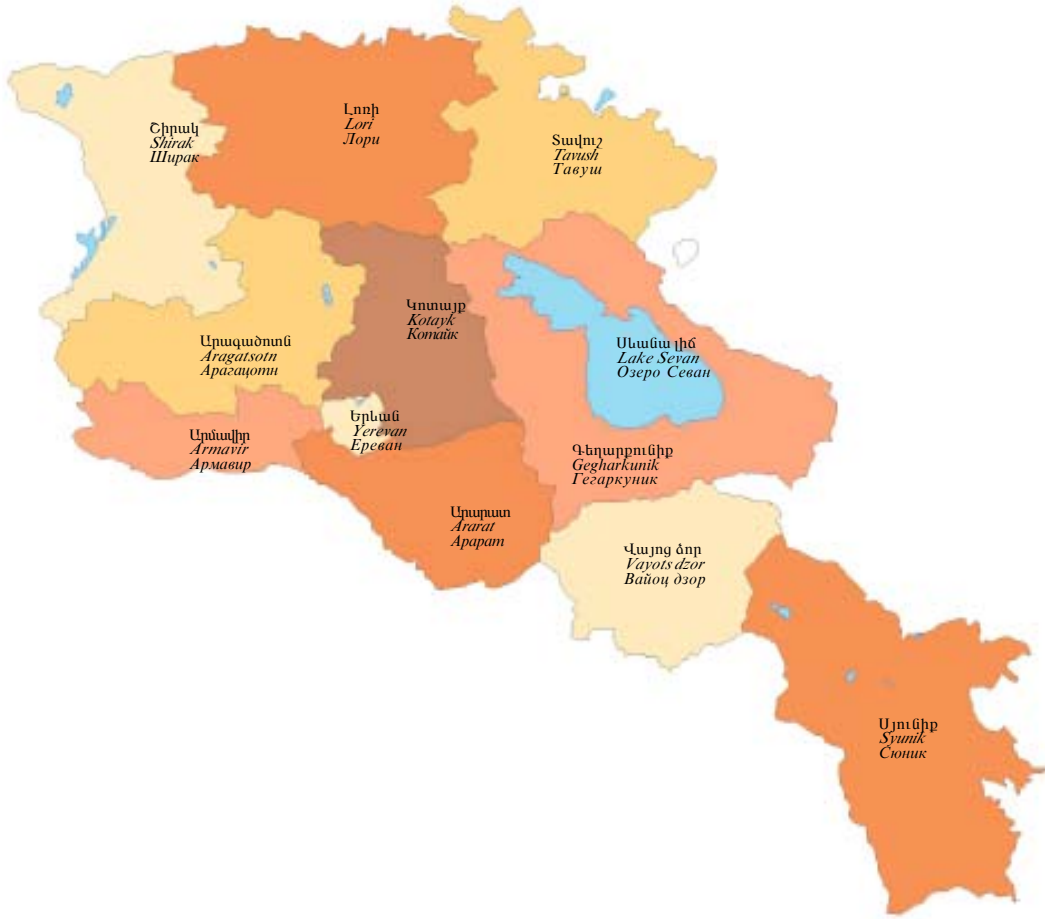 Շիրակ
Shirak
Ширак
Լոռի
Lori
Лори
Տավուշ
Tavush
Тавуш
Կոտայք
Kotayk
Котайк
Արագածոտն
Aragatsotn
Арагацотн
Սևանա լիճ
Lake Sevan
Озеро Севан
Երևան
Yerevan
Ереван
Արմավիր
Armavir
Армавир
Գեղարքունիք
Gegharkunik
Гегаркуник
Արարատ
Ararat
Арарат
Վայոց ձոր
Vayots dzor
Вайоц дзор
Սյունիք
Syunik
Сюник